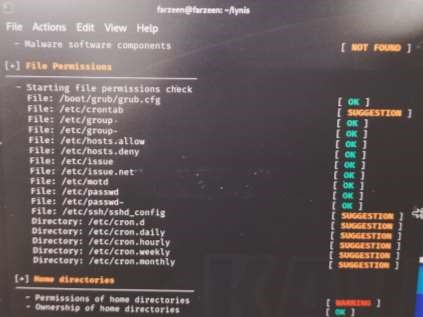 farzeen@farzeen: ~/lynis
File Actions Edit View Help
- Malware software components [ NOT FOUND ]
[+] File Permissions
- Starting file permissions check
File: /boot/grub/grub.cfg [ OK ]
File: /etc/crontab [ SUGGESTION ]
File: /etc/group [ OK ]
File: /etc/group- [ OK ]
File: /etc/hosts.allow [ OK ]
File: /etc/hosts.deny [ OK ]
File: /etc/issue [ OK ]
File: /etc/issue.net [ OK ]
File: /etc/motd [ OK ]
File: /etc/passwd [ OK ]
File: /etc/passwd- [ OK ]
File: /etc/ssh/sshd_config [ SUGGESTION ]
Directory: /etc/cron.d [ SUGGESTION ]
Directory: /etc/cron.daily [ SUGGESTION ]
Directory: /etc/cron.hourly [ SUGGESTION ]
Directory: /etc/cron.weekly [ SUGGESTION ]
Directory: /etc/cron.monthly [ SUGGESTION ]
[+] Home directories
- Permissions of home directories [ WARNING ]
- Ownership of home directories [ OK ]